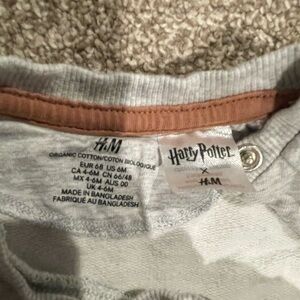 H&M
ORGANIC COTTON/COTON BIOLOGIQUE
EUR 68 US 6M
CA 4-6M CN 66/48
MX 4-6M AUS 00
UK 4-6M
MADE IN BANGLADESH
FABRIQUÉ AU BANGLADESH
Harry Potter
×
H&M